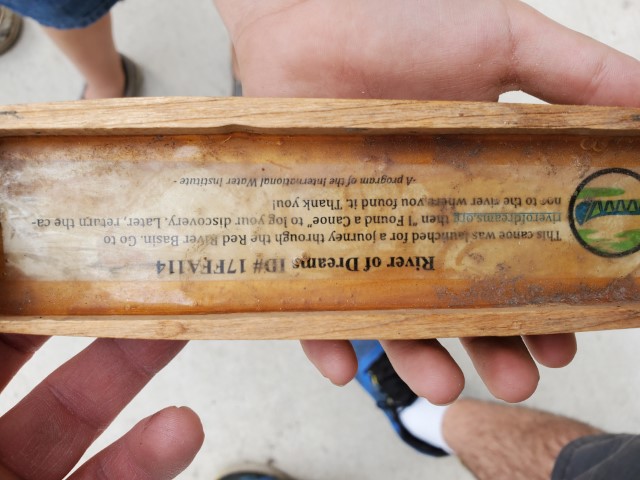 River of Dreams ID# 17FFA114
This canoe was launched for a journey through the Red River Basin. Go to
riverofdreams.org then "I Found a Canoe" to log your discovery. Later, return the ca-
noe to the river where you found it. Thank you!
-A program of the International Water Institute -